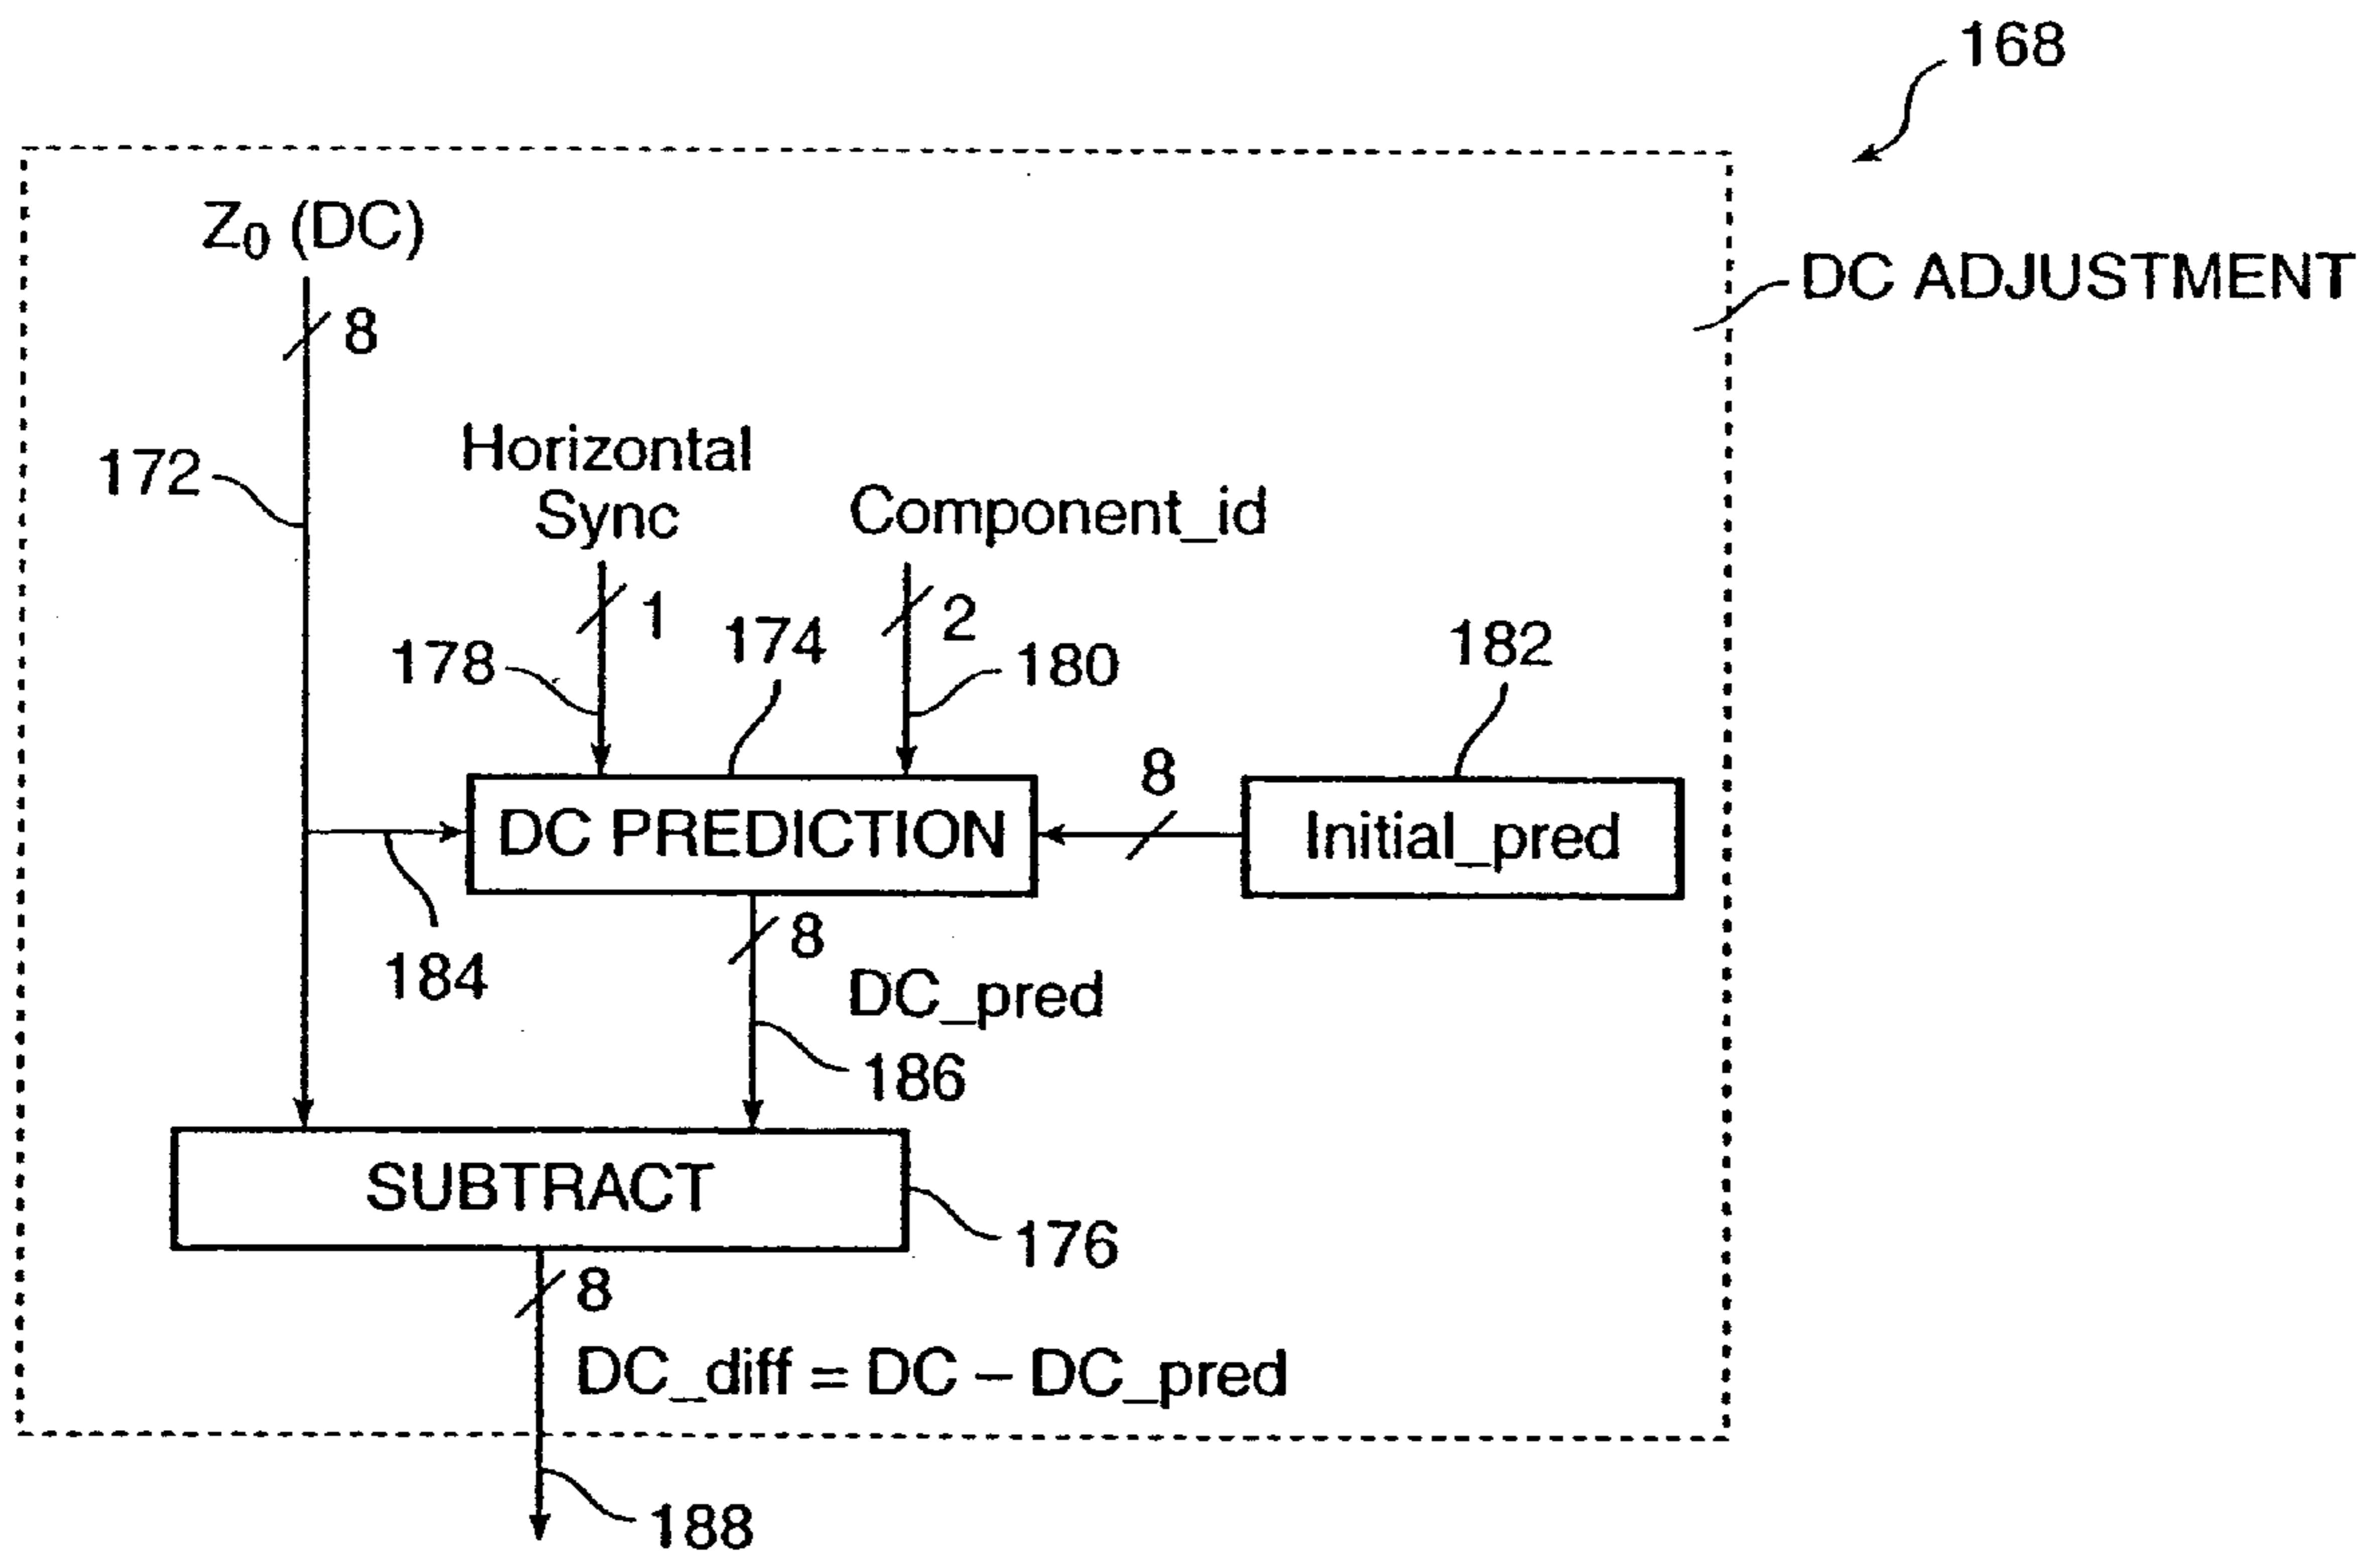 168
Z₀ (DC)
DC ADJUSTMENT
8
172
Horizontal
Sync
Component_id
1
2
178
174
180
182
8
DC PREDICTION
Initial_pred
184
8
DC_pred
186
SUBTRACT
176
8
DC_diff = DC – DC_pred
188